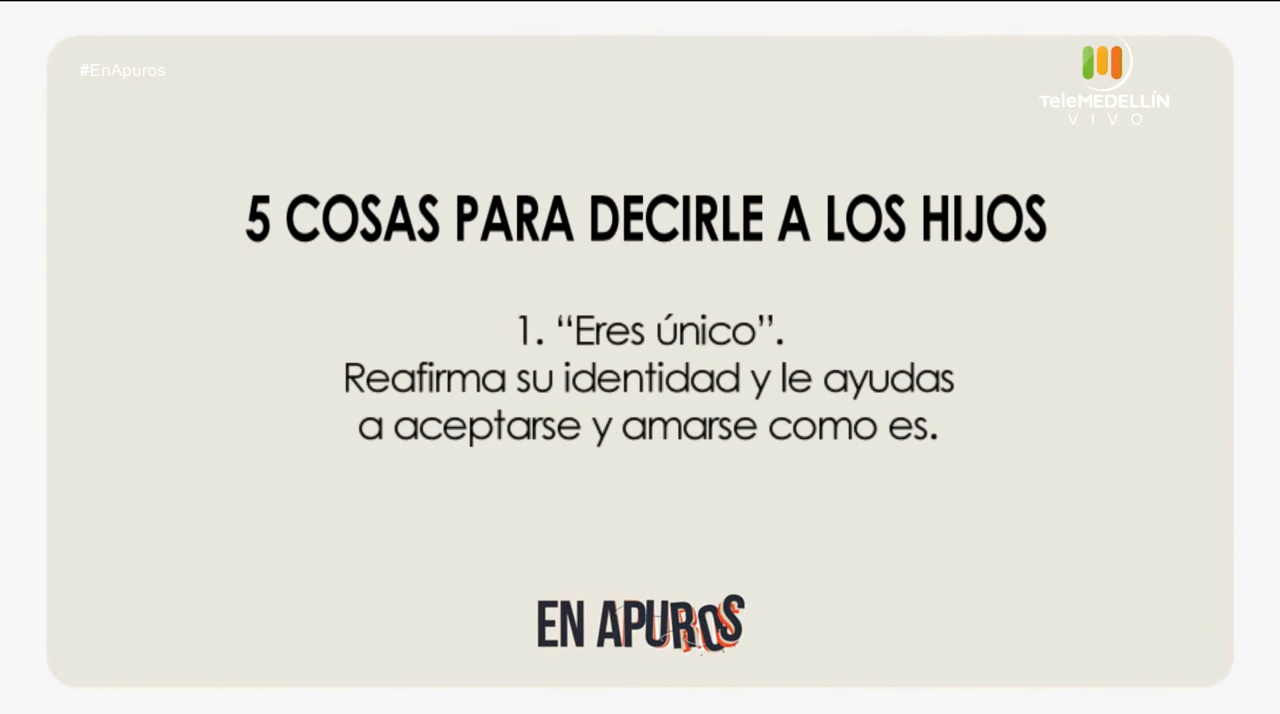 #EnApuros
TeleMEDELLÍN
VIVO
5 COSAS PARA DECIRLE A LOS HIJOS
1. “Eres único”.
Reafirma su identidad y le ayudas
a aceptarse y amarse como es.
EN APUROS